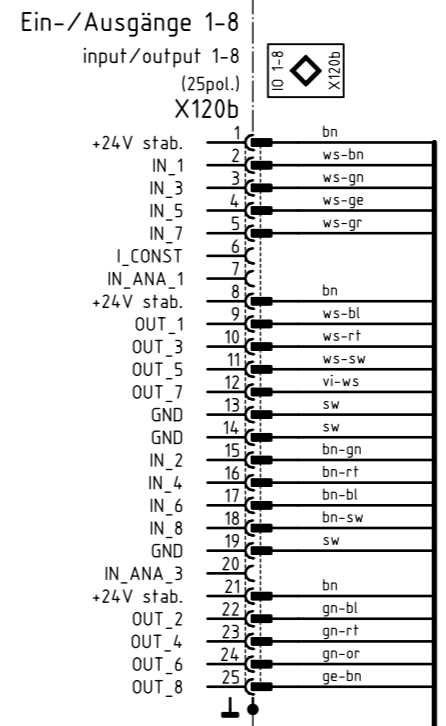 Ein-/Ausgänge 1-8
input/output 1-8
(25pol.)
X120b
IO 1-8
X120b
+24V stab. 1 bn
IN_1 2 ws-bn
IN_3 3 ws-gn
IN_5 4 ws-ge
IN_7 5 ws-gr
I_CONST 6
IN_ANA_1 7
+24V stab. 8 bn
OUT_1 9 ws-bl
OUT_3 10 ws-rt
OUT_5 11 ws-sw
OUT_7 12 vi-ws
GND 13 sw
GND 14 sw
IN_2 15 bn-gn
IN_4 16 bn-rt
IN_6 17 bn-bl
IN_8 18 bn-sw
GND 19 sw
IN_ANA_3 20
+24V stab. 21 bn
OUT_2 22 gn-bl
OUT_4 23 gn-rt
OUT_6 24 gn-or
OUT_8 25 ge-bn